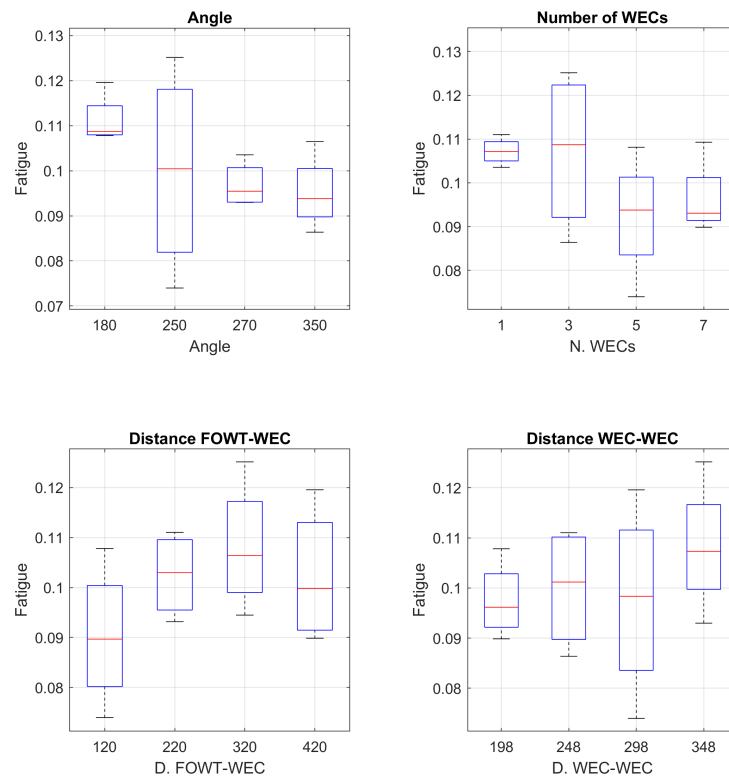 Angle
0.13
0.12
0.11
0.1
0.09
0.08
0.07
Fatigue
180 250 270 350
Angle
Number of WECs
0.13
0.12
0.11
0.1
0.09
0.08
Fatigue
1 3 5 7
N. WECs
Distance FOWT-WEC
0.12
0.11
0.1
0.09
0.08
Fatigue
120 220 320 420
D. FOWT-WEC
Distance WEC-WEC
0.12
0.11
0.1
0.09
0.08
Fatigue
198 248 298 348
D. WEC-WEC